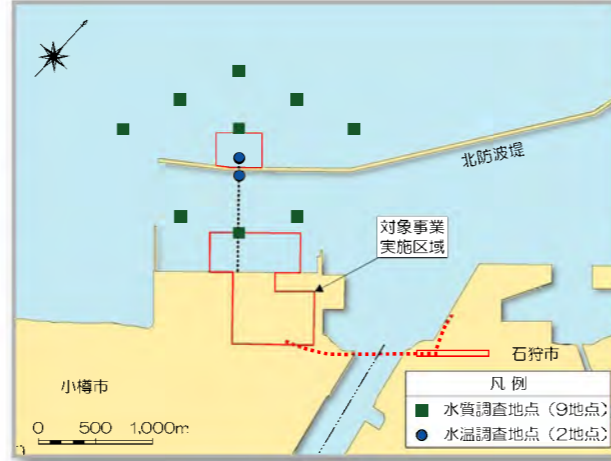 北防波堤
対象事業
実施区域
石狩市
小樽市
0 500 1,000m
凡例
水質調査地点（9地点）
水温調査地点（2地点）